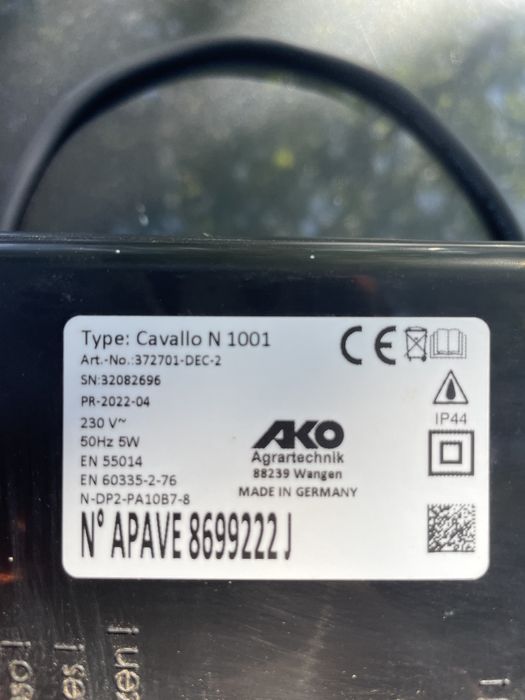 Type: Cavallo N 1001
Art.-No.:372701-DEC-2
SN:32082696
PR-2022-04
230 V~
50Hz 5W
EN 55014
EN 60335-2-76
N-DP2-PA10B7-8
N° APAVE 8699222 J
CE
IP44
AKO
Agrartechnik
88239 Wangen
MADE IN GERMANY